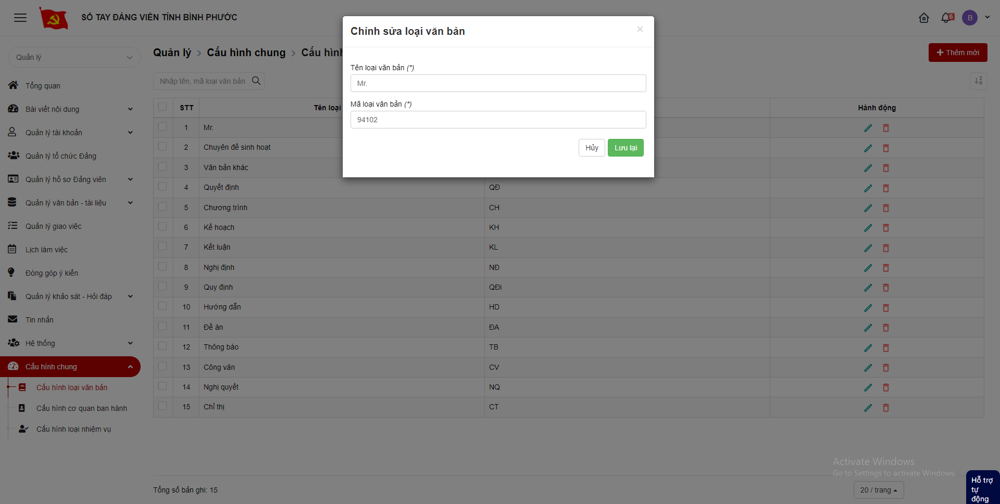 SỔ TAY ĐẢNG VIÊN TỈNH BÌNH PHƯỚC
6
B
Quản lý
Tổng quan
Bài viết nội dung
Quản lý tài khoản
Quản lý tổ chức Đảng
Quản lý hồ sơ Đảng viên
Quản lý văn bản - tài liệu
Quản lý giao việc
Lịch làm việc
Đóng góp ý kiến
Quản lý khảo sát - Hỏi đáp
Tin nhắn
Hệ thống
Cấu hình chung
Cấu hình loại văn bản
Cấu hình cơ quan ban hành
Cấu hình loại nhiệm vụ
Quản lý > Cấu hình chung > Cấu hình
Thêm mới
Nhập tên, mã loại văn bản
Chỉnh sửa loại văn bản
×
Tên loại văn bản (*)
Mr.
Mã loại văn bản (*)
94102
Hủy
Lưu lại
STT Tên loại Hành động
1 Mr.
2 Chuyên đề sinh hoạt
3 Văn bản khác
4 Quyết định QĐ
5 Chương trình CH
6 Kế hoạch KH
7 Kết luận KL
8 Nghị định NĐ
9 Quy định QĐi
10 Hướng dẫn HD
11 Đề án ĐA
12 Thông báo TB
13 Công văn CV
14 Nghị quyết NQ
15 Chỉ thị CT
Activate Windows
Go to Settings to activate Windows.
Tổng số bản ghi: 15
20 / trang
Hỗ trợ
tự
động